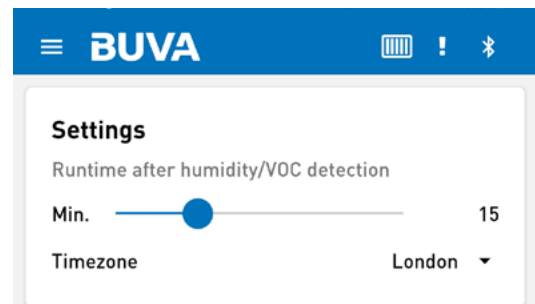 BUVA
Settings
Runtime after humidity/VOC detection
Min. 15
Timezone London